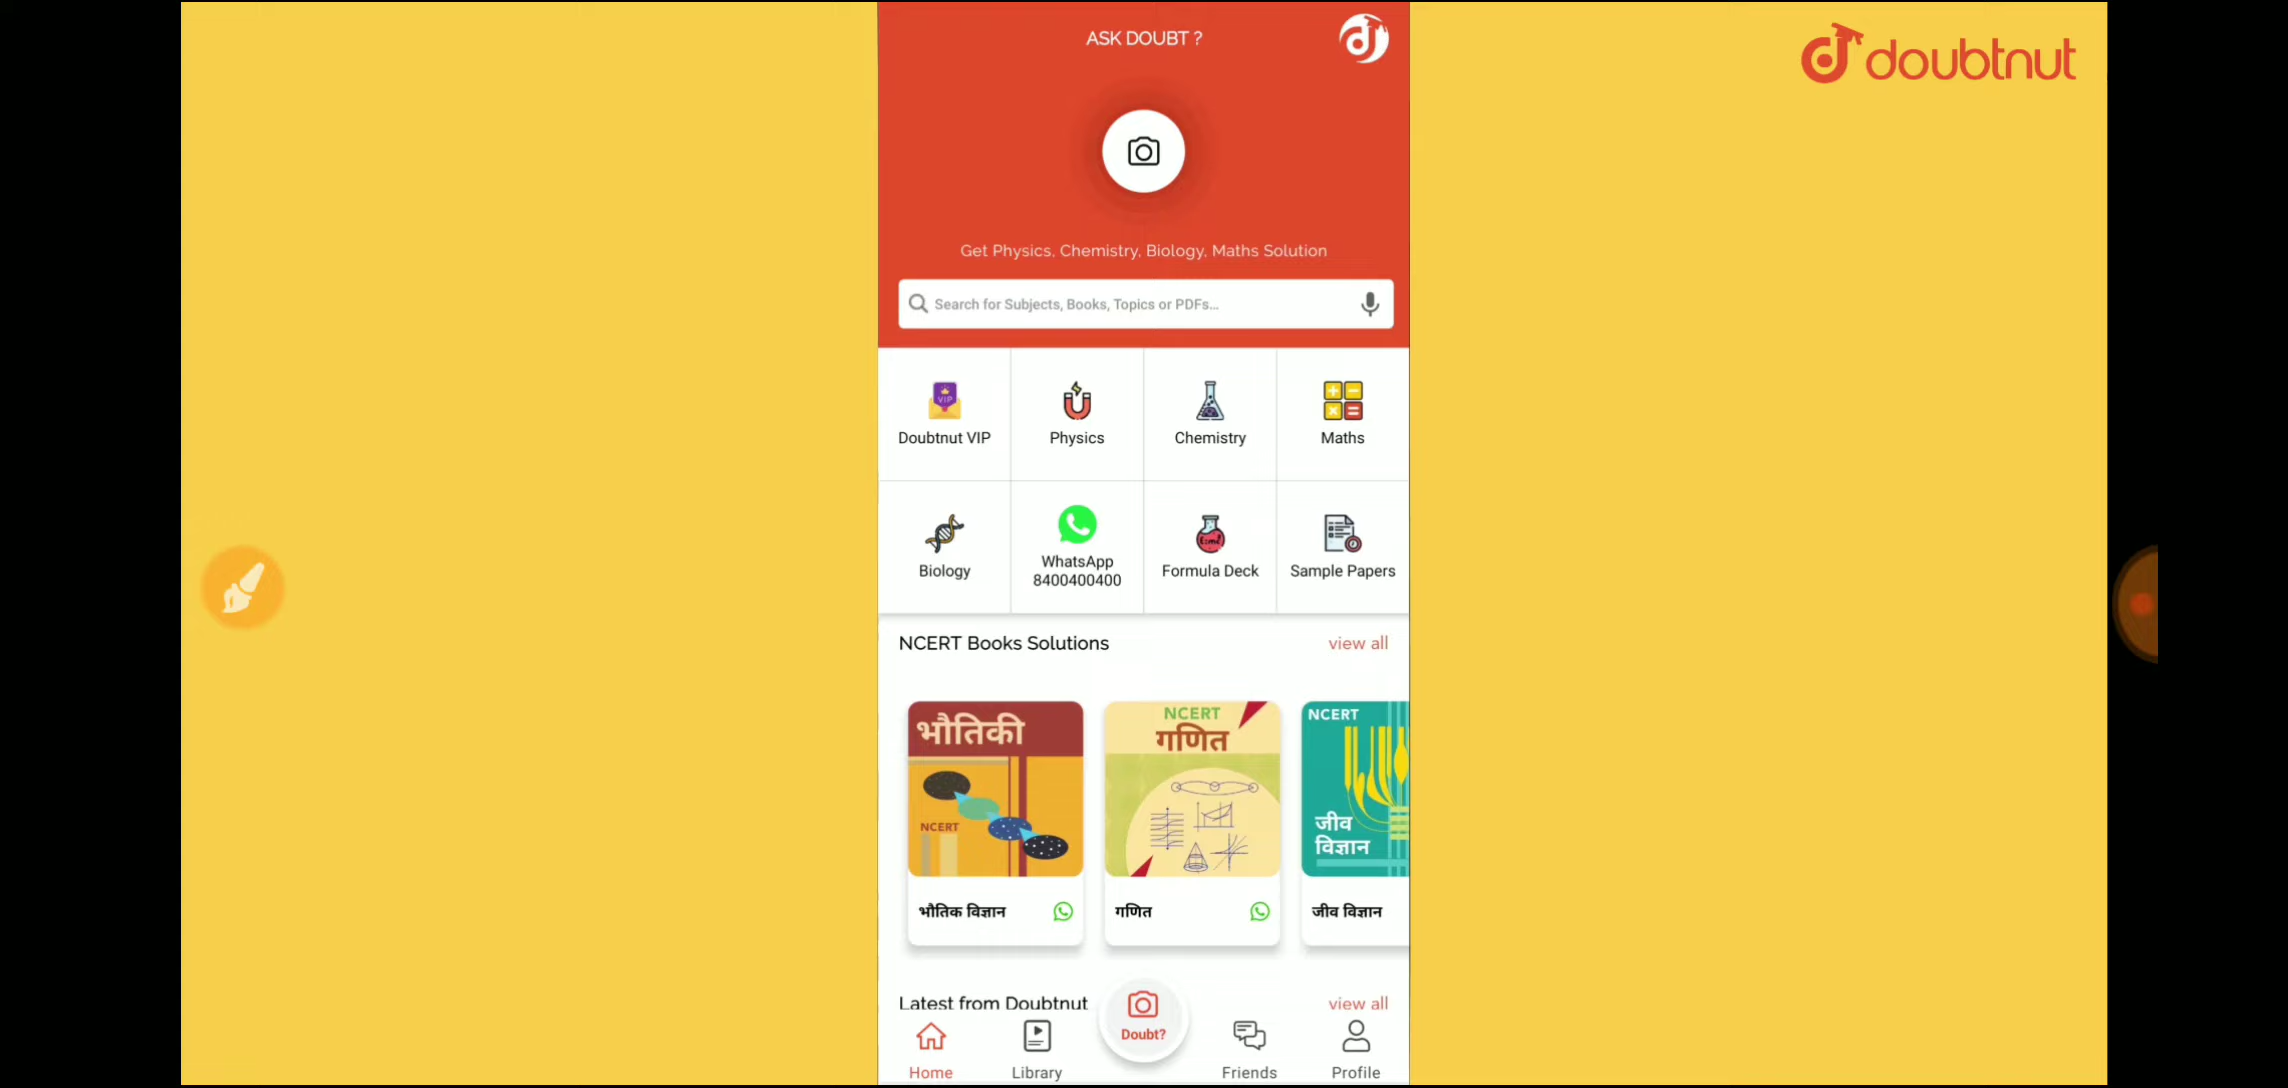 ASK DOUBT ?
doubtnut
Get Physics, Chemistry, Biology, Maths Solution
Search for Subjects, Books, Topics or PDFs...
VIP
Doubtnut VIP
Physics
Chemistry
Maths
Biology
WhatsApp
8400400400
Formula Deck
Sample Papers
NCERT Books Solutions
view all
भौतिकी
NCERT
NCERT
गणित
NCERT
जीव
विज्ञान
भौतिक विज्ञान
गणित
जीव विज्ञान
Latest from Doubtnut
view all
Doubt?
Home
Library
Friends
Profile